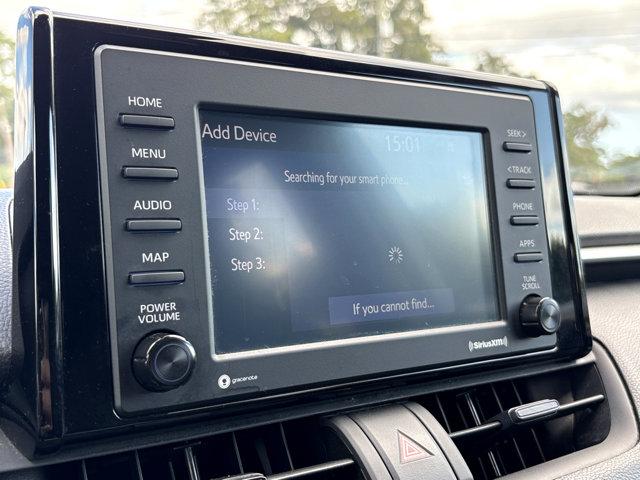 HOME
MENU
AUDIO
MAP
POWER
VOLUME
Add Device
15:01
Searching for your smart phone...
Step 1:
Step 2:
Step 3:
If you cannot find...
SEEK >
< TRACK
PHONE
APPS
TUNE
SCROLL
gracenote
SiriusXM